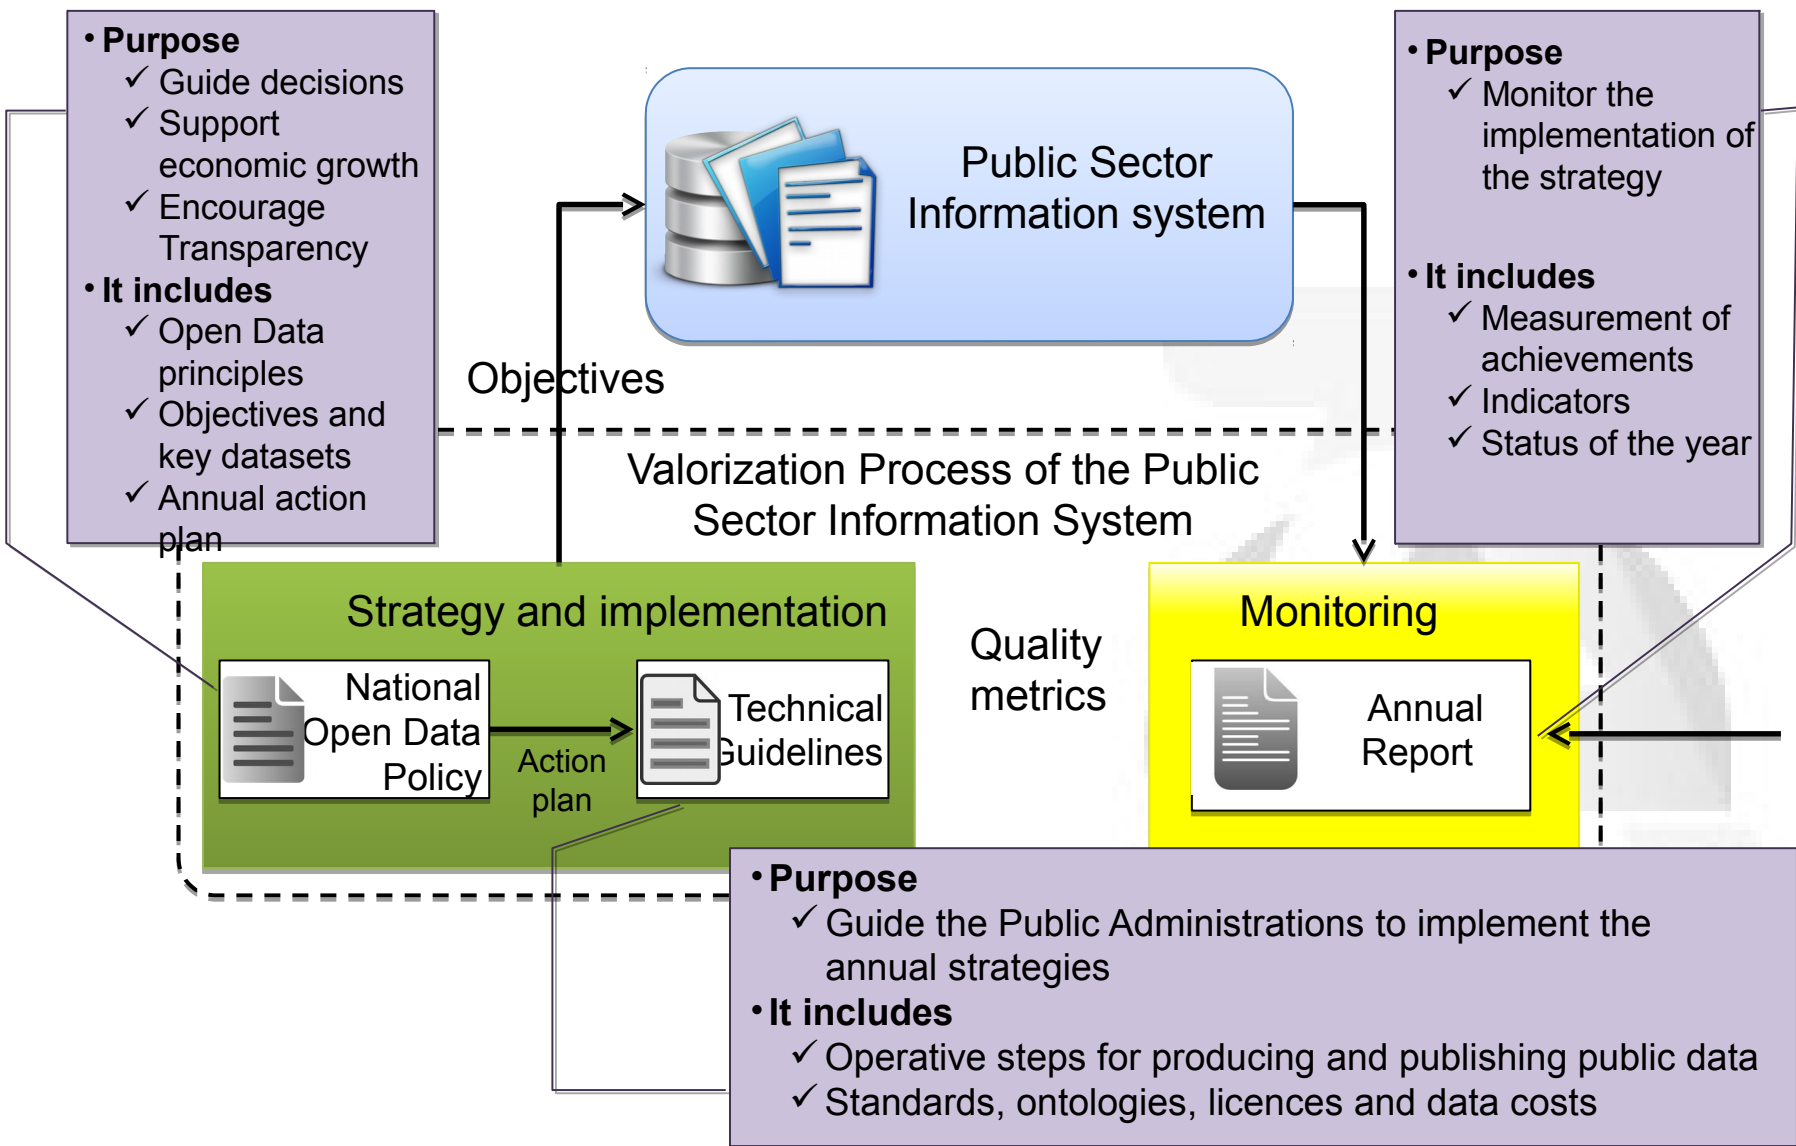 • Purpose
✓ Guide decisions
✓ Support
economic growth
✓ Encourage
Transparency
• It includes
✓ Open Data
principles
✓ Objectives and
key datasets
✓ Annual action
plan
Public Sector
Information system
• Purpose
✓ Monitor the
implementation of
the strategy
• It includes
✓ Measurement of
achievements
✓ Indicators
✓ Status of the year
Objectives
Valorization Process of the Public
Sector Information System
Strategy and implementation
National
Open Data
Policy
Action
plan
Technical
Guidelines
Quality
metrics
Monitoring
Annual
Report
• Purpose
✓ Guide the Public Administrations to implement the
annual strategies
• It includes
✓ Operative steps for producing and publishing public data
✓ Standards, ontologies, licences and data costs